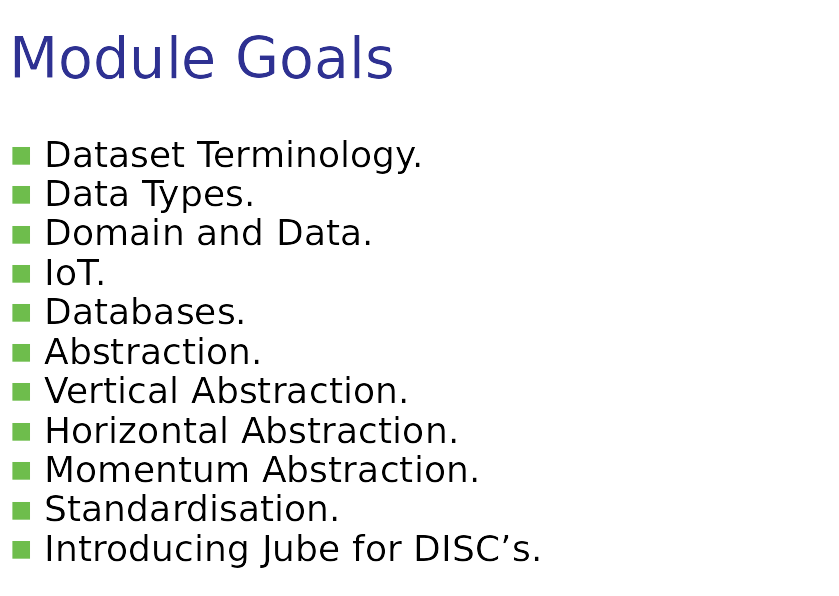 Module Goals
Dataset Terminology.
Data Types.
Domain and Data.
IoT.
Databases.
Abstraction.
Vertical Abstraction.
Horizontal Abstraction.
Momentum Abstraction.
Standardisation.
Introducing Jube for DISC’s.